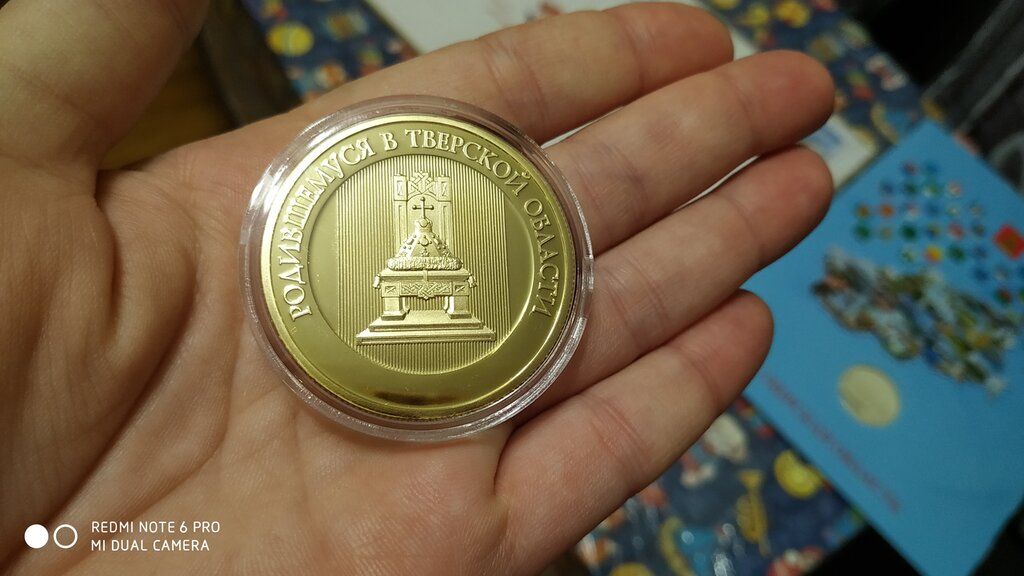 РОДИВШЕМУСЯ В ТВЕРСКОЙ ОБЛАСТИ
REDMI NOTE 6 PRO
MI DUAL CAMERA